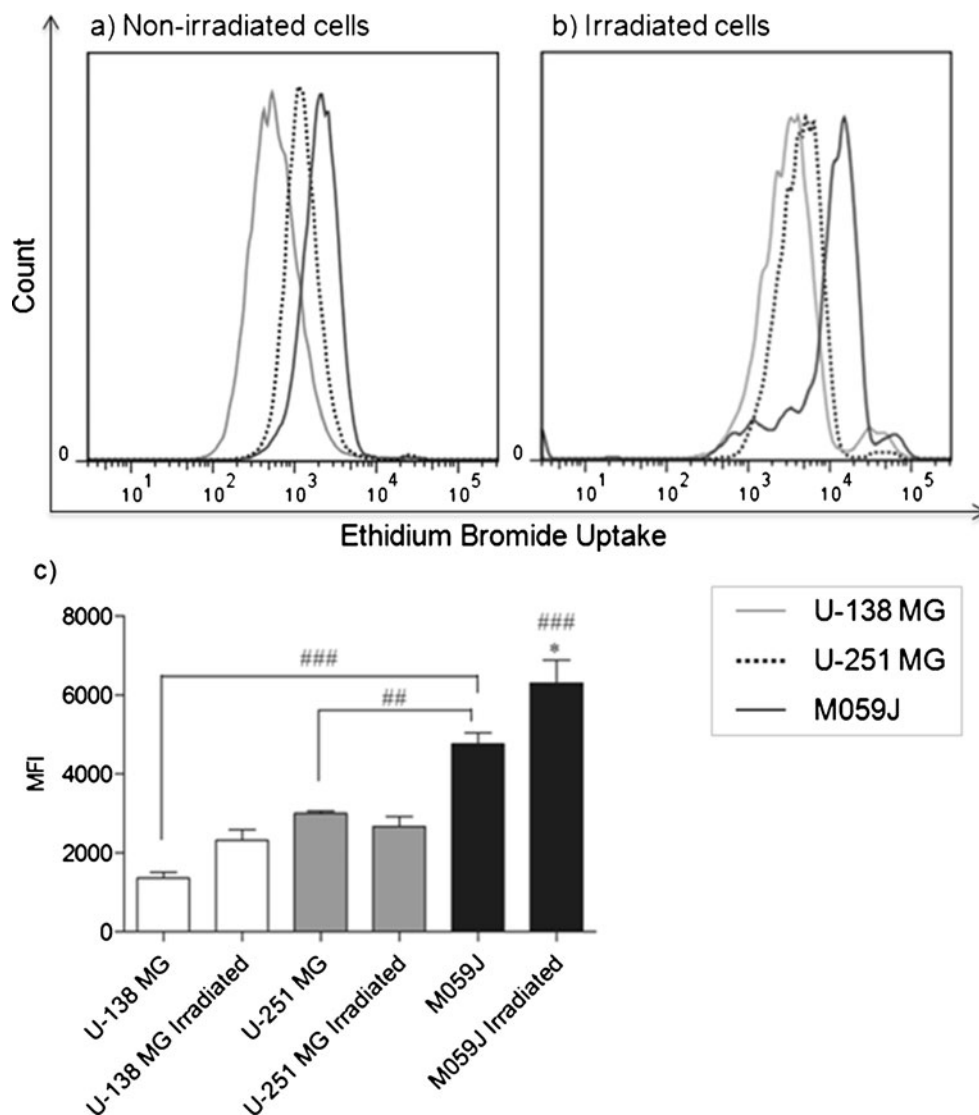 a) Non-irradiated cells
b) Irradiated cells
Count
0
10^1 10^2 10^3 10^4 10^5
0
10^1 10^2 10^3 10^4 10^5
Ethidium Bromide Uptake
c)
MFI
8000
6000
4000
2000
0
###
##
###
*
U-138 MG
U-138 MG Irradiated
U-251 MG
U-251 MG Irradiated
M059J
M059J Irradiated
U-138 MG
U-251 MG
M059J